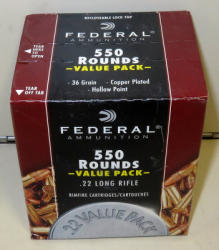 RECLOSEABLE LOCK TOP
TEAR
HERE
TO
OPEN
FEDERAL
AMMUNITION
550
ROUNDS
VALUE PACK
36 Grain - Copper Plated
Hollow Point
TEAR
OFF TAB
FEDERAL
AMMUNITION
550
ROUNDS
VALUE PACK
.22 LONG RIFLE
RIMFIRE CARTRIDGES/CARTOUCHES
.22 VALUE PACK